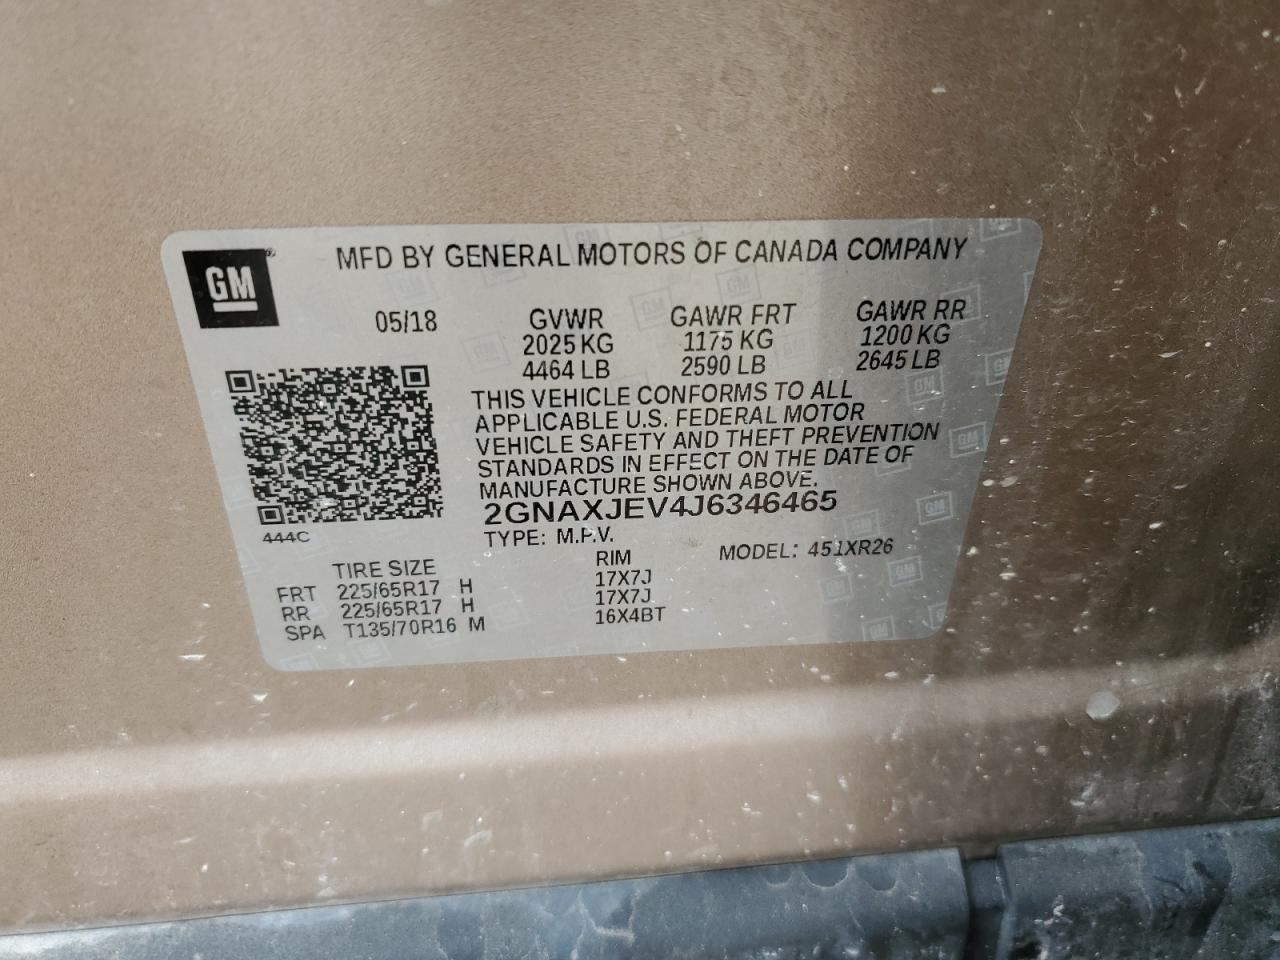 GM
MFD BY GENERAL MOTORS OF CANADA COMPANY
05/18 GVWR GAWR FRT GAWR RR
2025 KG 1175 KG 1200 KG
4464 LB 2590 LB 2645 LB
THIS VEHICLE CONFORMS TO ALL
APPLICABLE U.S. FEDERAL MOTOR
VEHICLE SAFETY AND THEFT PREVENTION
STANDARDS IN EFFECT ON THE DATE OF
MANUFACTURE SHOWN ABOVE.
2GNAXJEV4J6346465
444C
TYPE: M.P.V. MODEL: 451XR26
TIRE SIZE RIM
FRT 225/65R17 H 17X7J
RR 225/65R17 H 17X7J
SPA T135/70R16 M 16X4BT